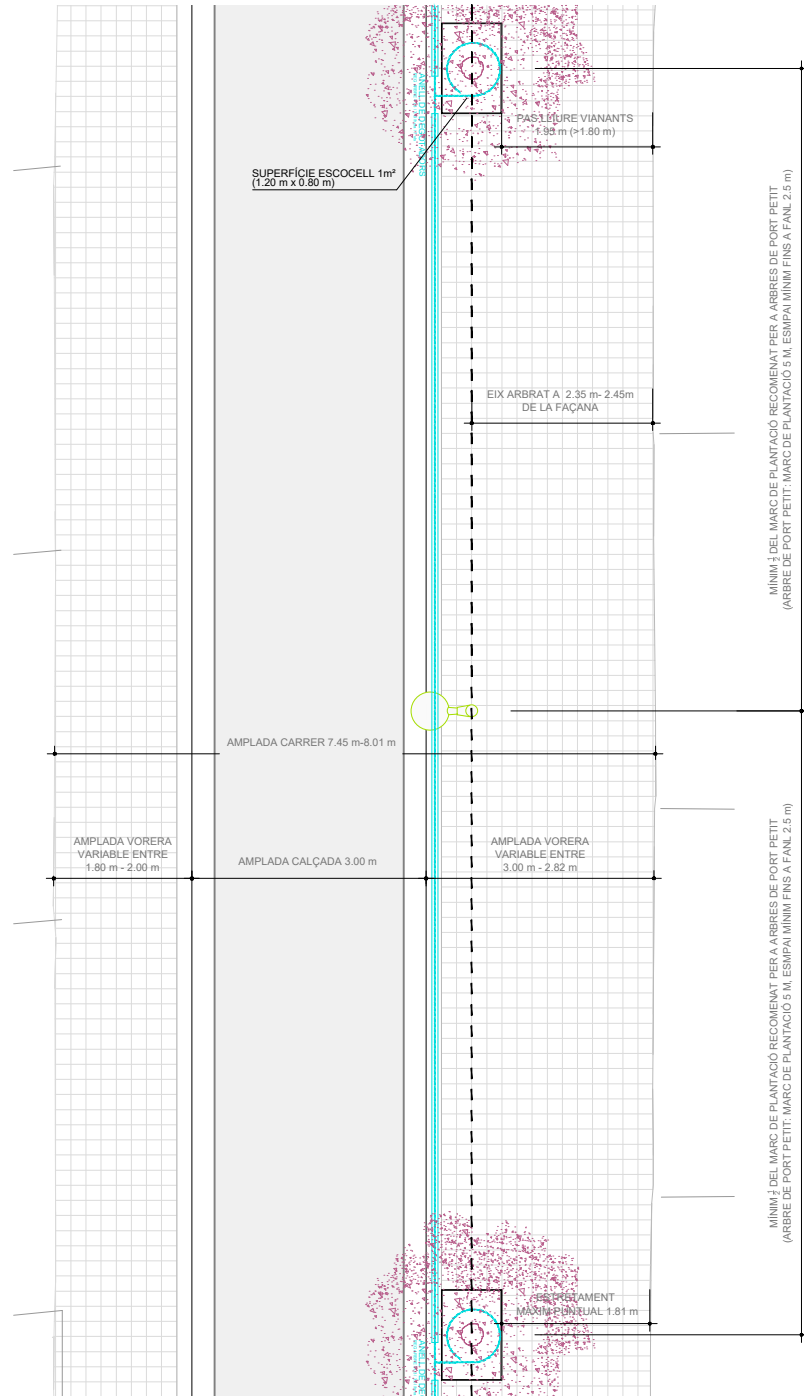 PAS LLIURE VIANANTS
1.95 m (>1.80 m)
SUPERFÍCIE ESCOCELL 1m²
(1.20 m x 0.80 m)
MÍNIM ½ DEL MARC DE PLANTACIÓ RECOMENAT PER A ARBRES DE PORT PETIT
(ARBRE DE PORT PETIT: MARC DE PLANTACIÓ 5 M, ESMPAI MÍNIM FINS A FANL 2.5 m)
EIX ARBRAT A 2.35 m- 2.45m
DE LA FAÇANA
AMPLADA CARRER 7.45 m-8.01 m
AMPLADA VORERA
VARIABLE ENTRE
1.80 m - 2.00 m
AMPLADA CALÇADA 3.00 m
AMPLADA VORERA
VARIABLE ENTRE
3.00 m - 2.82 m
MÍNIM ½ DEL MARC DE PLANTACIÓ RECOMENAT PER A ARBRES DE PORT PETIT
(ARBRE DE PORT PETIT: MARC DE PLANTACIÓ 5 M, ESMPAI MÍNIM FINS A FANL 2.5 m)
ESTRETAMENT
MÀXIM PUNTUAL 1.81 m